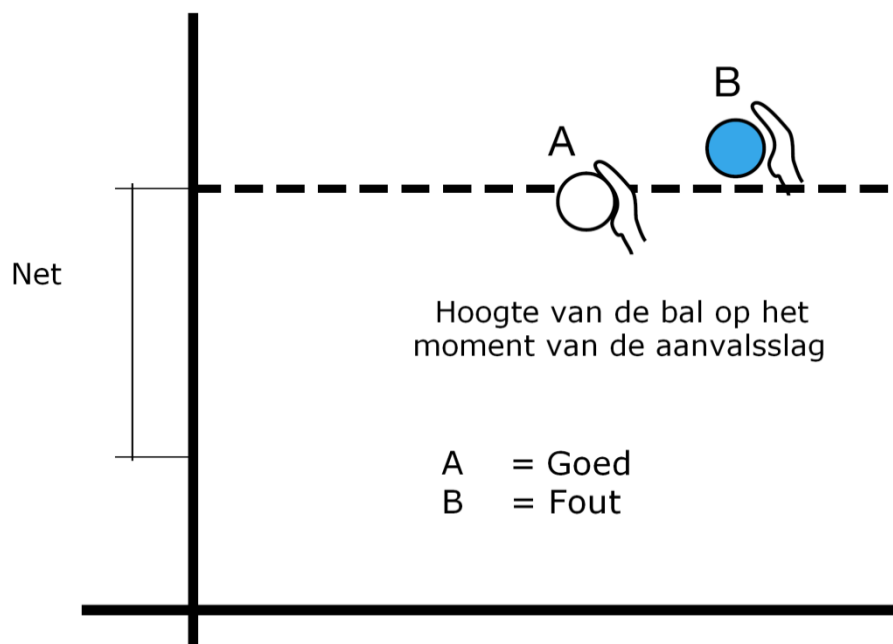 B
A
Net
Hoogte van de bal op het
moment van de aanvalsslag
A = Goed
B = Fout